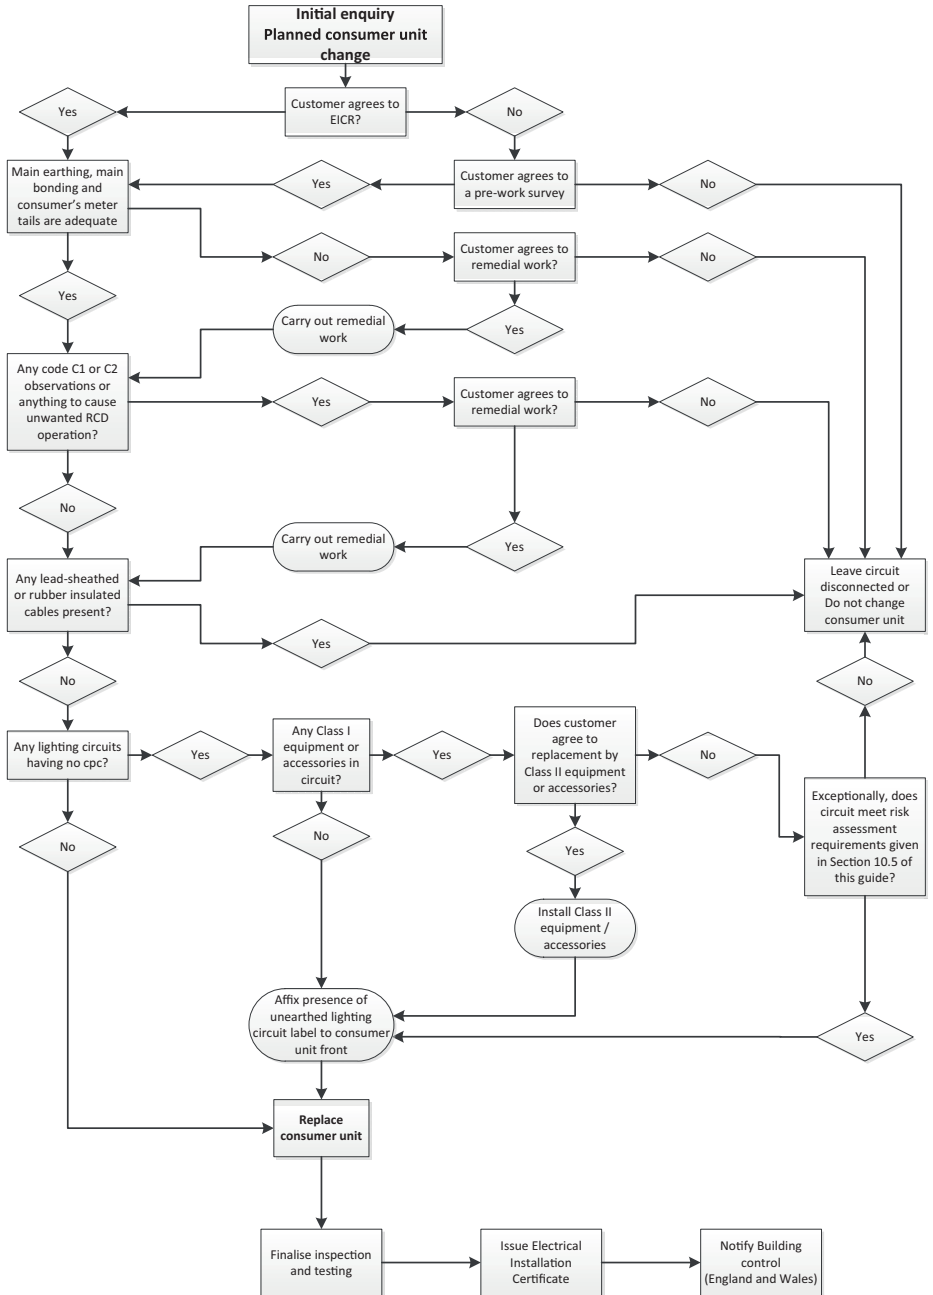 Initial enquiry
Planned consumer unit
change
Customer agrees to
EICR?
Yes
No
Main earthing, main
bonding and
consumer's meter
tails are adequate
Yes
Customer agrees to
a pre-work survey
No
No
Customer agrees to
remedial work?
No
Yes
Carry out remedial
work
Yes
Any code C1 or C2
observations or
anything to cause
unwanted RCD
operation?
Yes
Customer agrees to
remedial work?
No
No
Carry out remedial
work
Yes
Any lead-sheathed
or rubber insulated
cables present?
Leave circuit
disconnected or
Do not change
consumer unit
Yes
No
No
Any lighting circuits
having no cpc?
Yes
Any Class I
equipment or
accessories in
circuit?
Yes
Does customer
agree to
replacement by
Class II equipment
or accessories?
No
Exceptionally, does
circuit meet risk
assessment
requirements given
in Section 10.5 of
this guide?
No
No
Yes
Install Class II
equipment /
accessories
Affix presence of
unearthed lighting
circuit label to consumer
unit front
Yes
Replace
consumer unit
Finalise inspection
and testing
Issue Electrical
Installation
Certificate
Notify Building
control
(England and Wales)